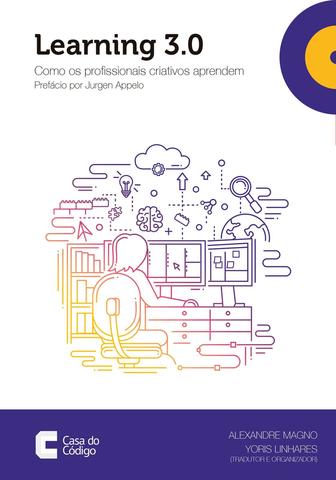 Learning 3.0
Como os profissionais criativos aprendem
Prefácio por Jurgen Appelo
Casa do
Código
ALEXANDRE MAGNO
YORIS LINHARES
(TRADUTOR E ORGANIZADOR)